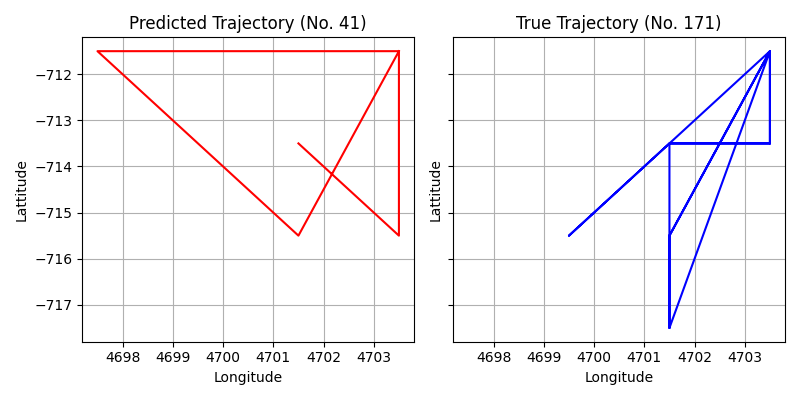 Predicted Trajectory (No. 41)
True Trajectory (No. 171)
Lattitude
−712
−713
−714
−715
−716
−717
4698 4699 4700 4701 4702 4703
Longitude
Lattitude
4698 4699 4700 4701 4702 4703
Longitude